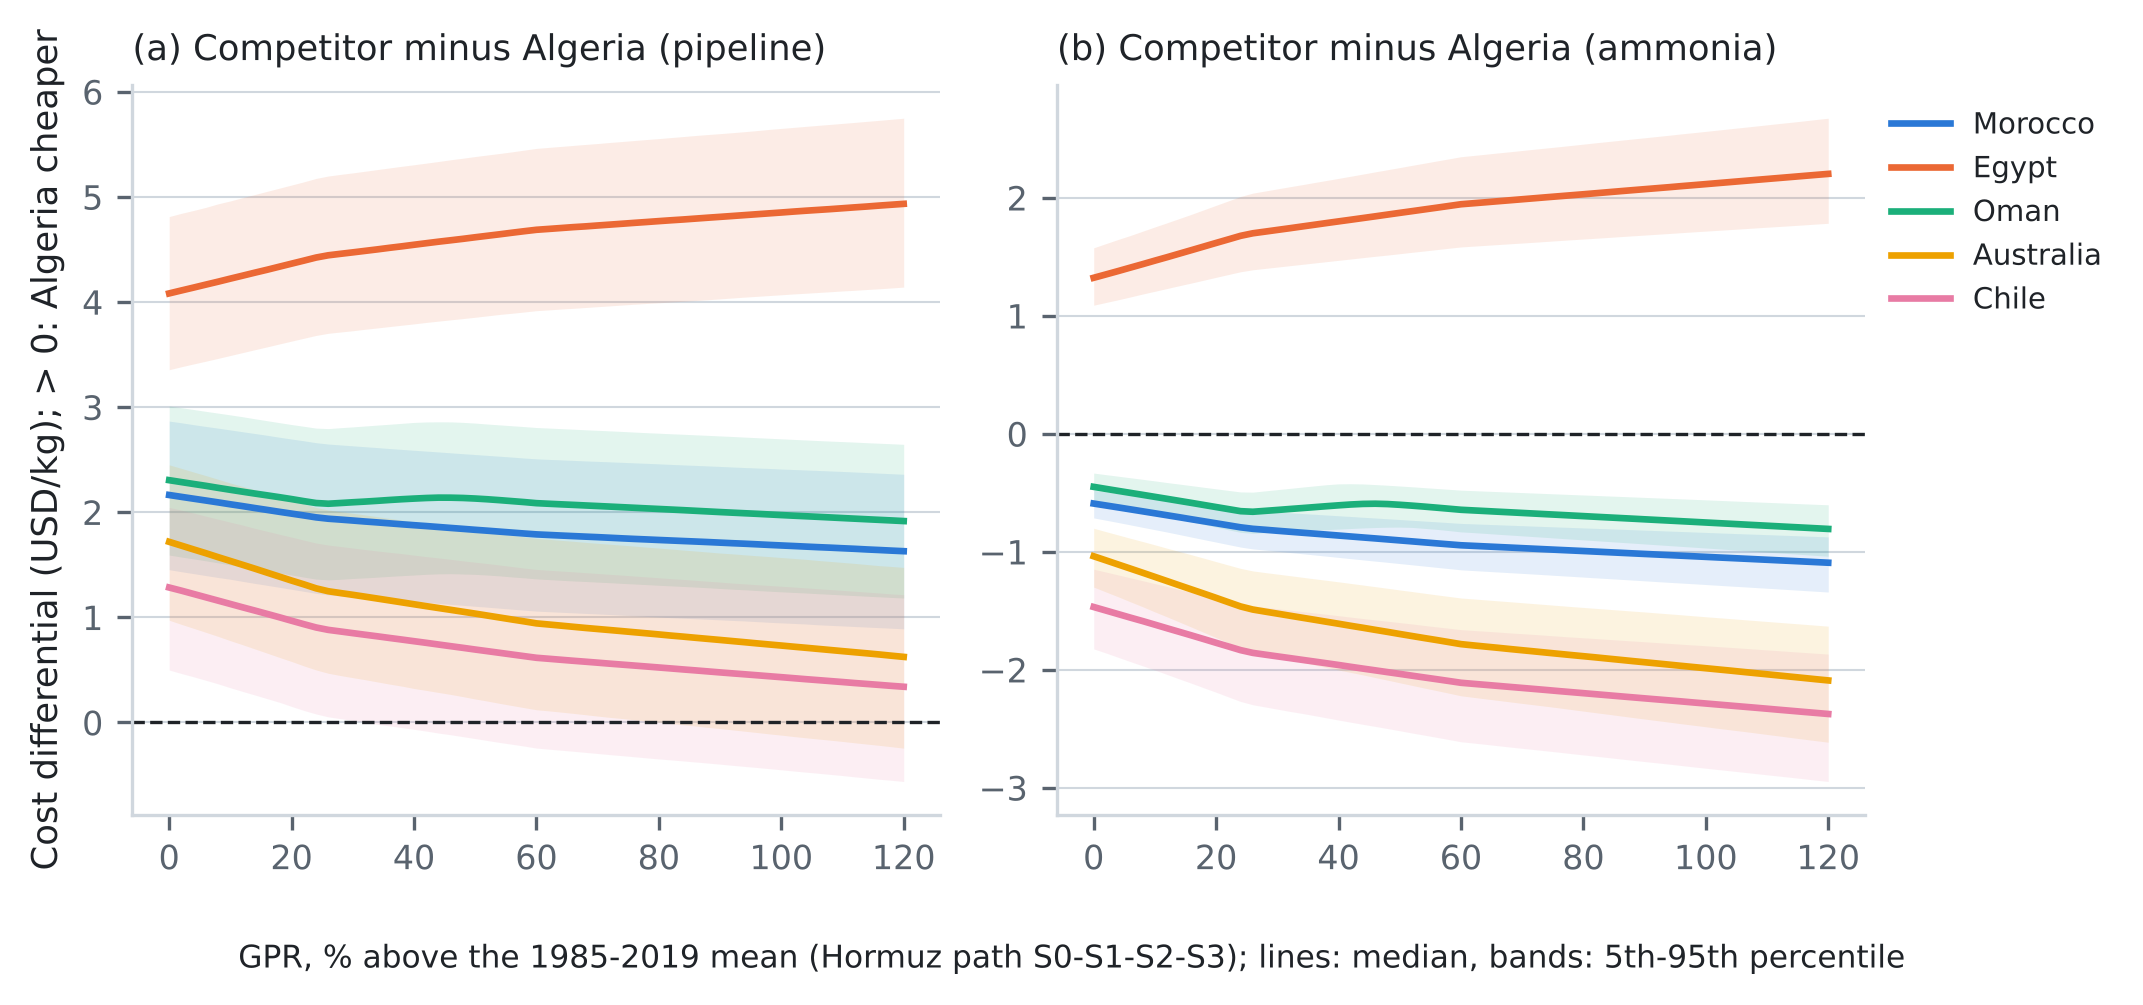 (a) Competitor minus Algeria (pipeline)
Cost differential (USD/kg); > 0: Algeria cheaper
6
5
4
3
2
1
0
0 20 40 60 80 100 120
(b) Competitor minus Algeria (ammonia)
2
1
0
−1
−2
−3
0 20 40 60 80 100 120
Morocco
Egypt
Oman
Australia
Chile
GPR, % above the 1985-2019 mean (Hormuz path S0-S1-S2-S3); lines: median, bands: 5th-95th percentile